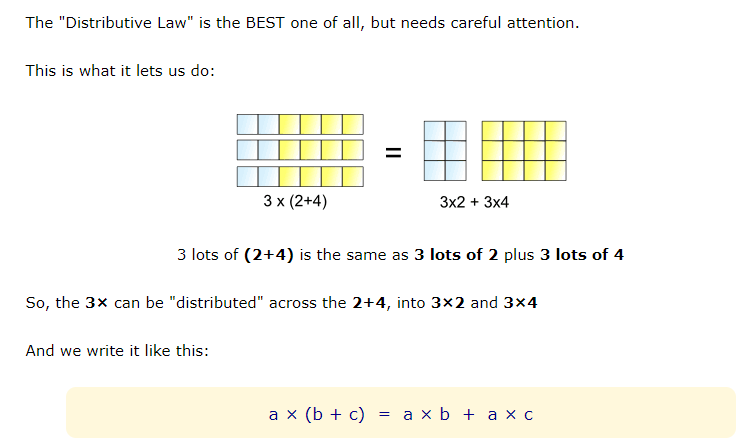 The "Distributive Law" is the BEST one of all, but needs careful attention.
This is what it lets us do:
=
3 x (2+4)
3x2 + 3x4
3 lots of (2+4) is the same as 3 lots of 2 plus 3 lots of 4
So, the 3× can be "distributed" across the 2+4, into 3×2 and 3×4
And we write it like this:
a × (b + c) = a × b + a × c